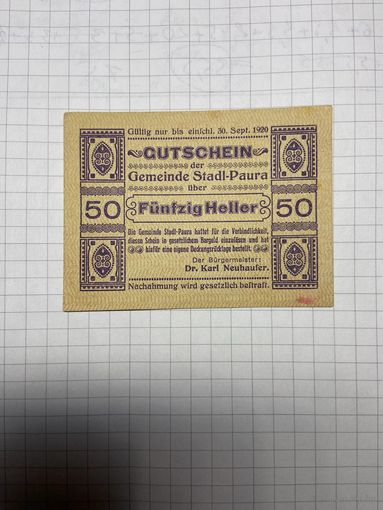 Gültig nur bis einschl. 30. Sept. 1920
GUTSCHEIN
der
Gemeinde Stadl-Paura
über
50 Fünfzig Heller 50
Die Gemeinde Stadl-Paura haftet für die Verbindlichkeit,
diesen Schein in gesetzlichem Bargeld einzulösen und hat
hiefür eine eigene Deckungsrücklage bestellt.
Der Bürgermeister:
Dr. Karl Neuhauser.
Nachahmung wird gesetzlich bestraft.